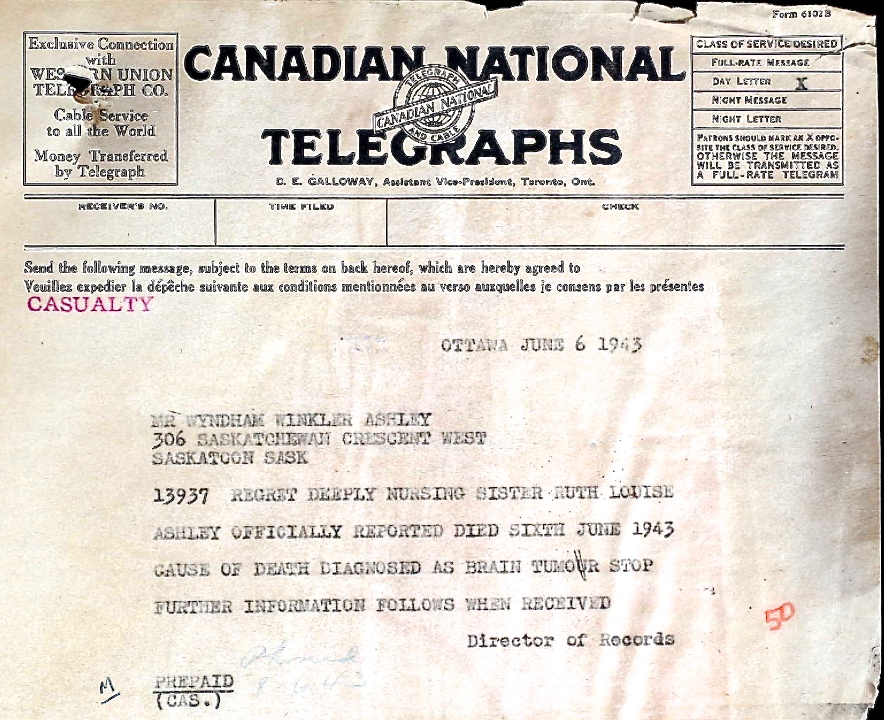 Form 6102B
Exclusive Connection
with
WESTERN UNION
TELEGRAPH CO.
Cable Service
to all the World
Money Transferred
by Telegraph
CANADIAN NATIONAL
TELEGRAPH
CANADIAN NATIONAL
AND CABLE
TELEGRAPHS
D. E. GALLOWAY, Assistant Vice-President, Toronto, Ont.
CLASS OF SERVICE DESIRED
FULL-RATE MESSAGE
DAY LETTER X
NIGHT MESSAGE
NIGHT LETTER
PATRONS SHOULD MARK AN X OPPO-
SITE THE CLASS OF SERVICE DESIRED.
OTHERWISE THE MESSAGE
WILL BE TRANSMITTED AS
A FULL-RATE TELEGRAM
RECEIVER'S NO. TIME FILED CHECK
Send the following message, subject to the terms on back hereof, which are hereby agreed to
Veuillez expedier la dépêche suivante aux conditions mentionnées au verso auxquelles je consens par les présentes
CASUALTY
OTTAWA JUNE 6 1943
MR WYNDHAM WINKLER ASHLEY
306 SASKATCHEWAN CRESCENT WEST
SASKATOON SASK
13937 REGRET DEEPLY NURSING SISTER RUTH LOUISE
ASHLEY OFFICIALLY REPORTED DIED SIXTH JUNE 1943
CAUSE OF DEATH DIAGNOSED AS BRAIN TUMOUR STOP
FURTHER INFORMATION FOLLOWS WHEN RECEIVED
50
Director of Records
Phoned
8-6-43
M PREPAID
(CAS.)